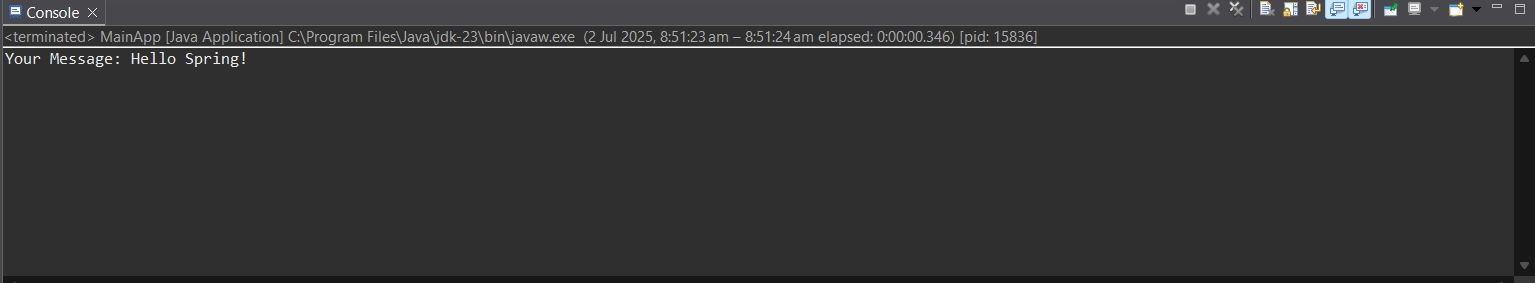 Console
<terminated> MainApp [Java Application] C:\Program Files\Java\jdk-23\bin\javaw.exe (2 Jul 2025, 8:51:23 am – 8:51:24 am elapsed: 0:00:00.346) [pid: 15836]
Your Message: Hello Spring!